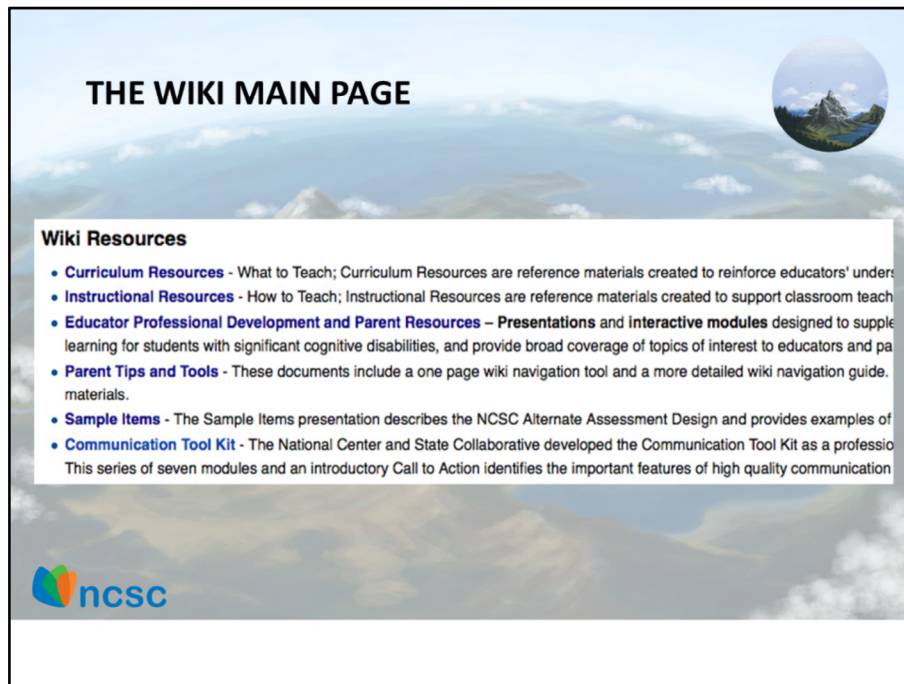 THE WIKI MAIN PAGE
Wiki Resources
• Curriculum Resources - What to Teach; Curriculum Resources are reference materials created to reinforce educators' unders
• Instructional Resources - How to Teach; Instructional Resources are reference materials created to support classroom teach
• Educator Professional Development and Parent Resources – Presentations and interactive modules designed to supple
learning for students with significant cognitive disabilities, and provide broad coverage of topics of interest to educators and pa
• Parent Tips and Tools - These documents include a one page wiki navigation tool and a more detailed wiki navigation guide.
materials.
• Sample Items - The Sample Items presentation describes the NCSC Alternate Assessment Design and provides examples of
• Communication Tool Kit - The National Center and State Collaborative developed the Communication Tool Kit as a professio
This series of seven modules and an introductory Call to Action identifies the important features of high quality communication
ncsc